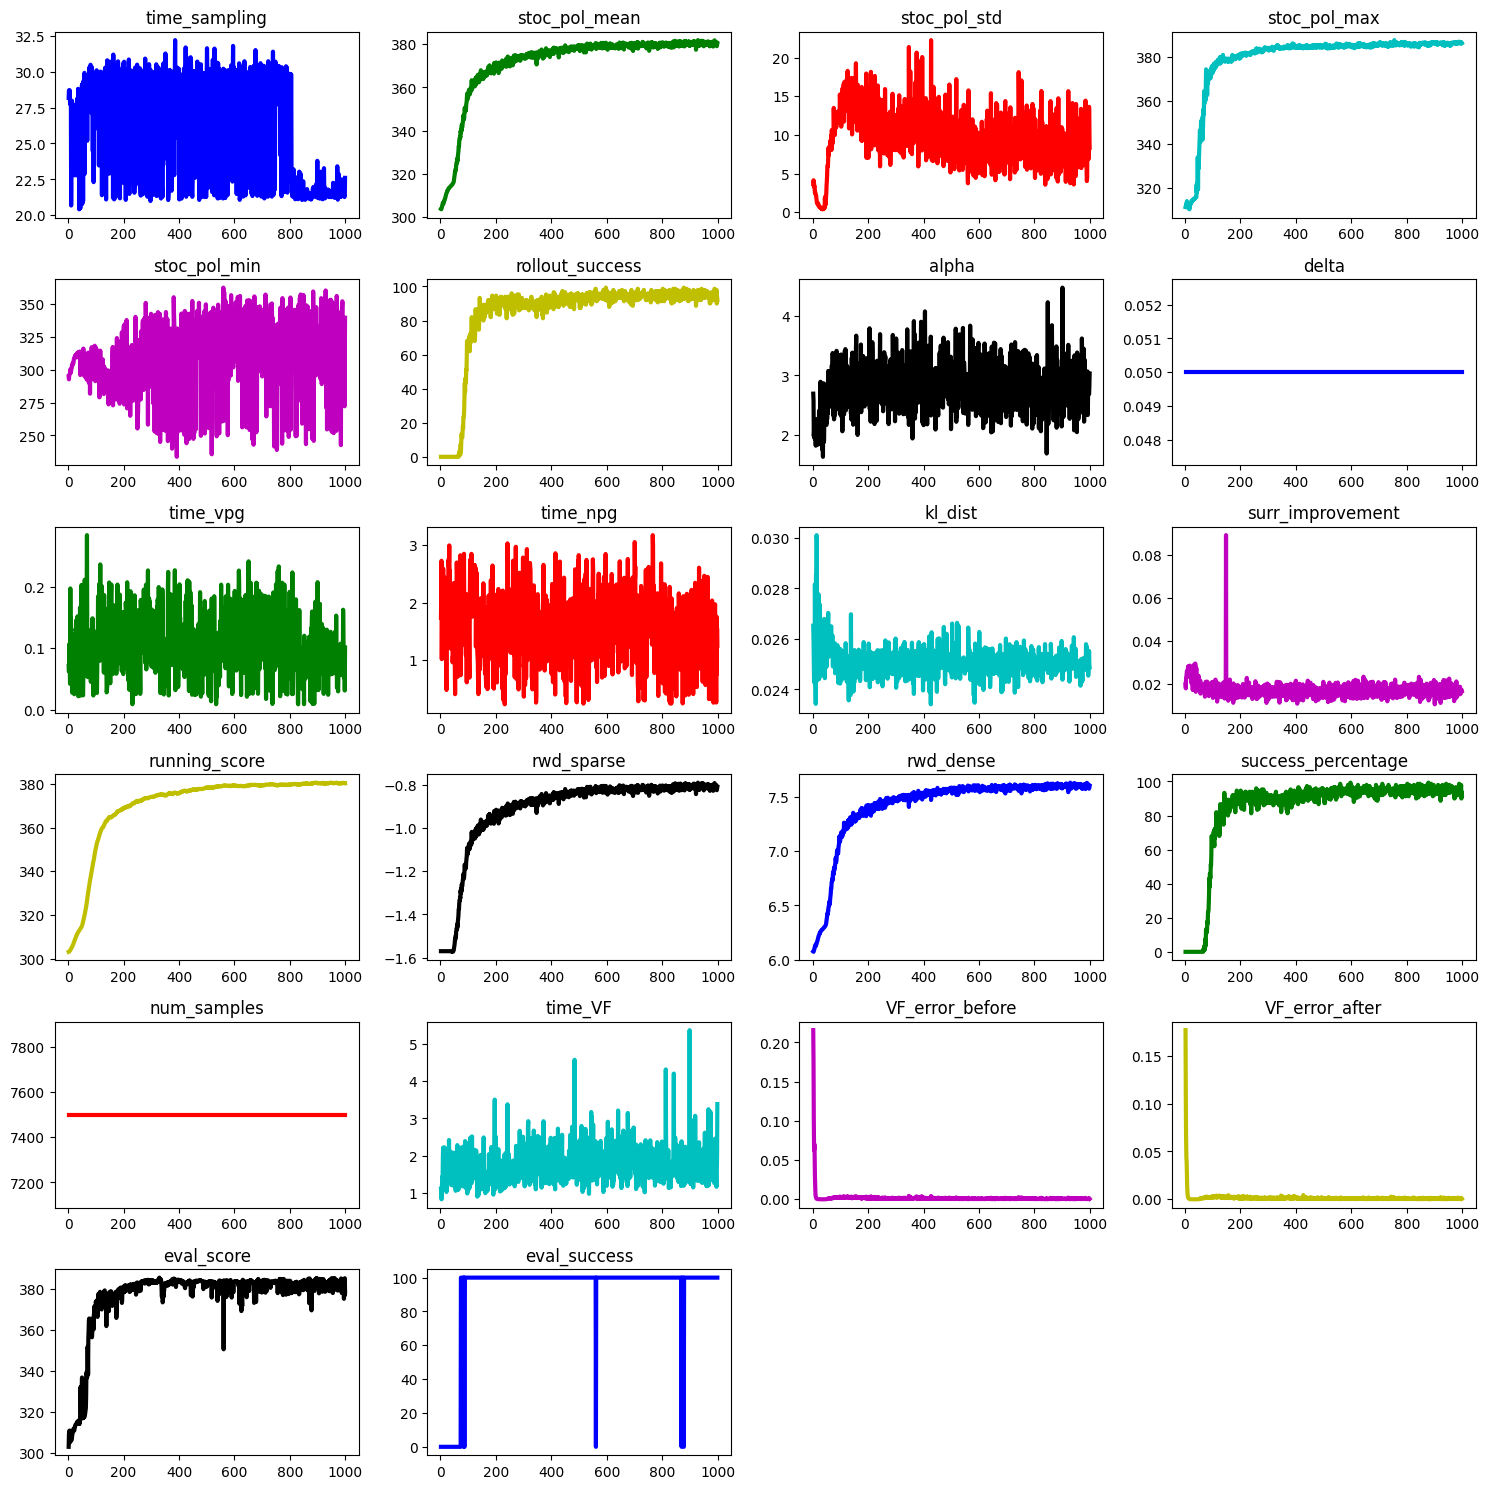 time_sampling
32.5
30.0
27.5
25.0
22.5
20.0
0 200 400 600 800 1000
stoc_pol_mean
380
360
340
320
300
0 200 400 600 800 1000
stoc_pol_std
20
15
10
5
0
0 200 400 600 800 1000
stoc_pol_max
380
360
340
320
0 200 400 600 800 1000
stoc_pol_min
350
325
300
275
250
0 200 400 600 800 1000
rollout_success
100
80
60
40
20
0
0 200 400 600 800 1000
alpha
4
3
2
0 200 400 600 800 1000
delta
0.052
0.051
0.050
0.049
0.048
0 200 400 600 800 1000
time_vpg
0.2
0.1
0.0
0 200 400 600 800 1000
time_npg
3
2
1
0 200 400 600 800 1000
kl_dist
0.030
0.028
0.026
0.024
0 200 400 600 800 1000
surr_improvement
0.08
0.06
0.04
0.02
0 200 400 600 800 1000
running_score
380
360
340
320
300
0 200 400 600 800 1000
rwd_sparse
−0.8
−1.0
−1.2
−1.4
−1.6
0 200 400 600 800 1000
rwd_dense
7.5
7.0
6.5
6.0
0 200 400 600 800 1000
success_percentage
100
80
60
40
20
0
0 200 400 600 800 1000
num_samples
7800
7600
7400
7200
0 200 400 600 800 1000
time_VF
5
4
3
2
1
0 200 400 600 800 1000
VF_error_before
0.20
0.15
0.10
0.05
0.00
0 200 400 600 800 1000
VF_error_after
0.15
0.10
0.05
0.00
0 200 400 600 800 1000
eval_score
380
360
340
320
300
0 200 400 600 800 1000
eval_success
100
80
60
40
20
0
0 200 400 600 800 1000